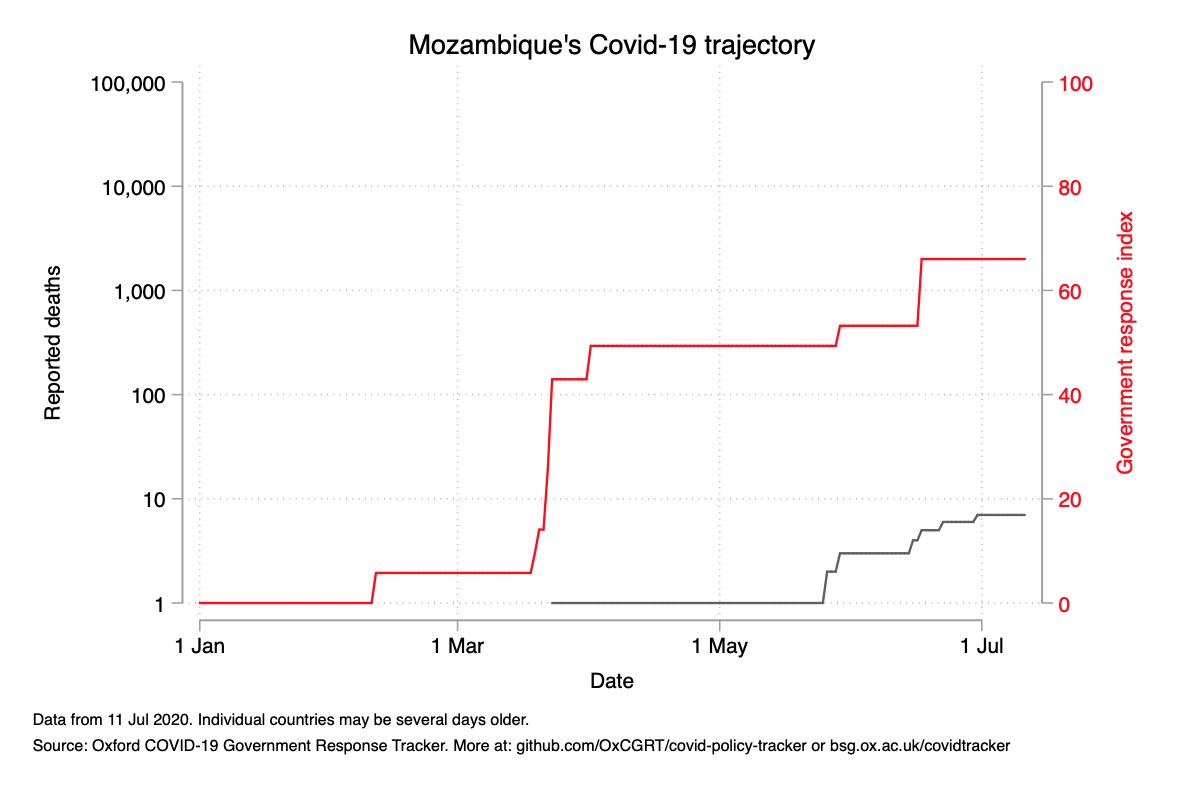 Mozambique's Covid-19 trajectory
100,000
10,000
1,000
100
10
1
Reported deaths
100
80
60
40
20
0
Government response index
1 Jan
1 Mar
1 May
1 Jul
Date
Data from 11 Jul 2020. Individual countries may be several days older.
Source: Oxford COVID-19 Government Response Tracker. More at: github.com/OxCGRT/covid-policy-tracker or bsg.ox.ac.uk/covidtracker